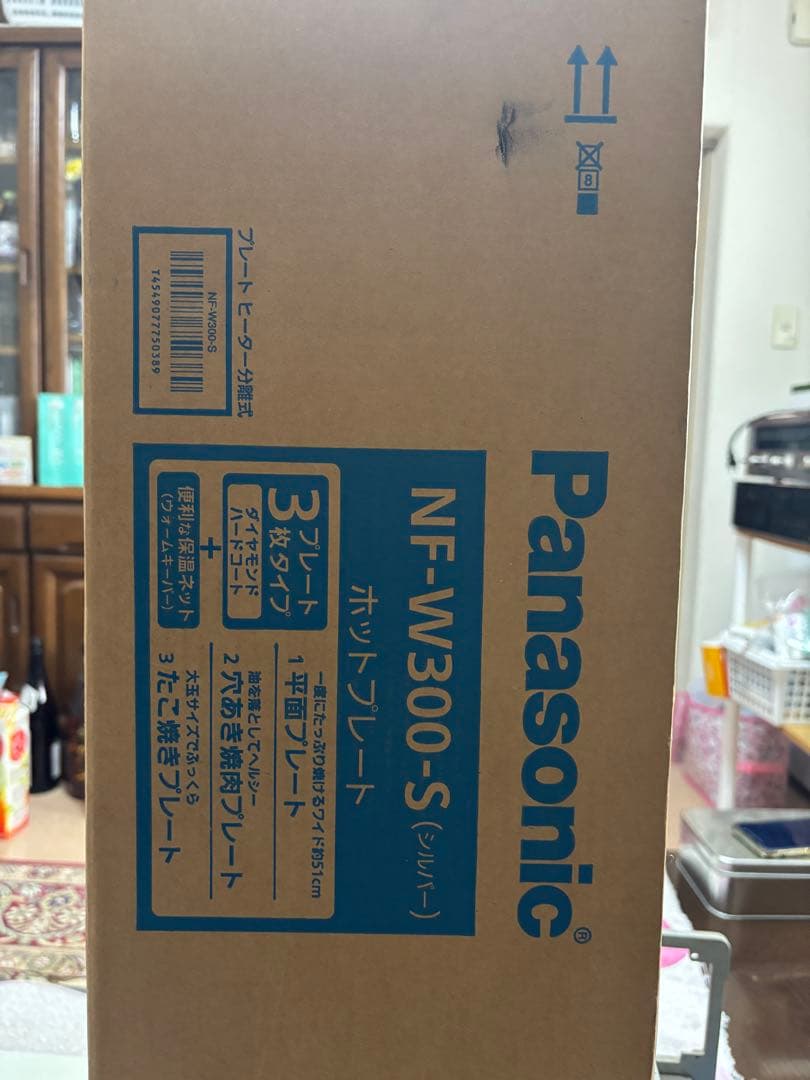 Panasonic®
NF-W300-S (シルバー)
ホットプレート
3プレート
枚タイプ
ダイヤモンド
ハードコート
+
便利な保温ネット
(ウォームキーパー)
一度にたっぷり焼けるワイド約51cm
1 平面プレート
油を落としてヘルシー
2 穴あき焼肉プレート
大玉サイズでふっくら
3 たこ焼きプレート
プレート ヒーター分離式
NF-W300-S
T4549077750389
8